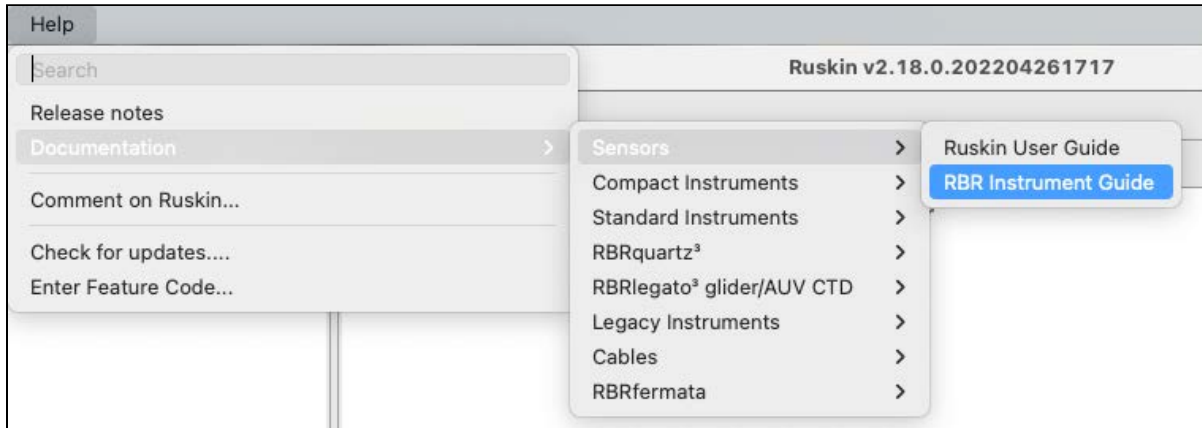 Help
Search
Ruskin v2.18.0.202204261717
Release notes
Documentation
Comment on Ruskin...
Check for updates....
Enter Feature Code...
Sensors
Compact Instruments
Standard Instruments
RBRquartz³
RBRlegato³ glider/AUV CTD
Legacy Instruments
Cables
RBRfermata
Ruskin User Guide
RBR Instrument Guide